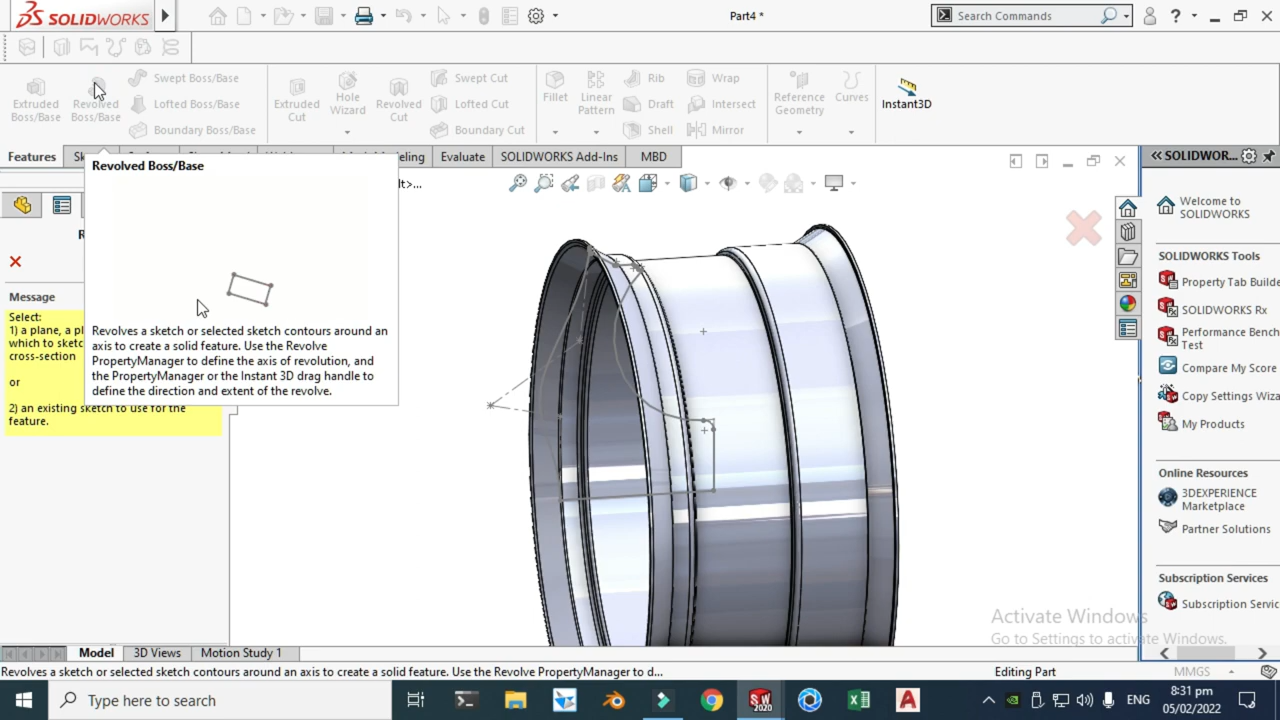 SOLIDWORKS
Part4 *
Search Commands
Extruded Boss/Base
Revolved Boss/Base
Swept Boss/Base
Lofted Boss/Base
Boundary Boss/Base
Extruded Cut
Hole Wizard
Revolved Cut
Swept Cut
Lofted Cut
Boundary Cut
Fillet
Linear Pattern
Rib
Draft
Shell
Wrap
Intersect
Mirror
Reference Geometry
Curves
Instant3D
Features
Evaluate
SOLIDWORKS Add-Ins
MBD
lt>...
Revolved Boss/Base
Revolves a sketch or selected sketch contours around an
axis to create a solid feature. Use the Revolve
PropertyManager to define the axis of revolution, and
the PropertyManager or the Instant 3D drag handle to
define the direction and extent of the revolve.
Message
Select:
1) a plane, a pl
which to sketc
cross-section
or
2) an existing sketch to use for the
feature.
SOLIDWOR...
Welcome to
SOLIDWORKS
SOLIDWORKS Tools
Property Tab Builde
SOLIDWORKS Rx
Performance Bench
Test
Compare My Score
Copy Settings Wiza
My Products
Online Resources
3DEXPERIENCE
Marketplace
Partner Solutions
Subscription Services
Subscription Servic
Activate Windows
Go to Settings to activate Windows.
Model
3D Views
Motion Study 1
Revolves a sketch or selected sketch contours around an axis to create a solid feature. Use the Revolve PropertyManager to d...
Editing Part
MMGS
Type here to search
SW
2020
ENG
8:31 pm
05/02/2022